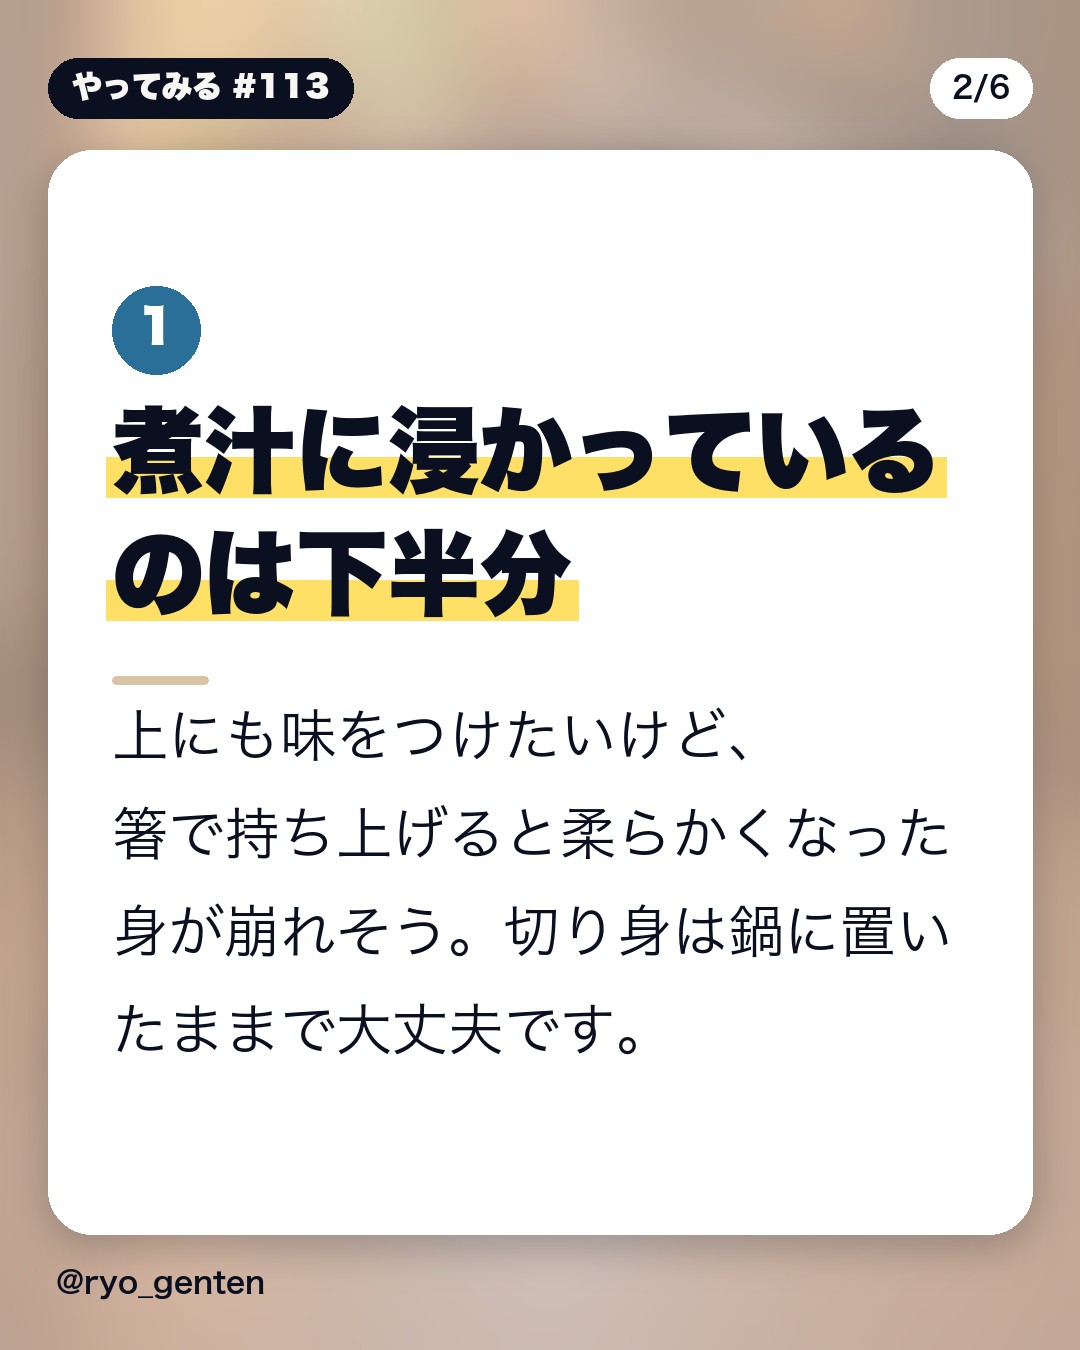 やってみる #113
2/6
1
煮汁に浸かっている
のは下半分
上にも味をつけたいけど、
箸で持ち上げると柔らかくなった
身が崩れそう。切り身は鍋に置い
たままで大丈夫です。
@ryo_genten